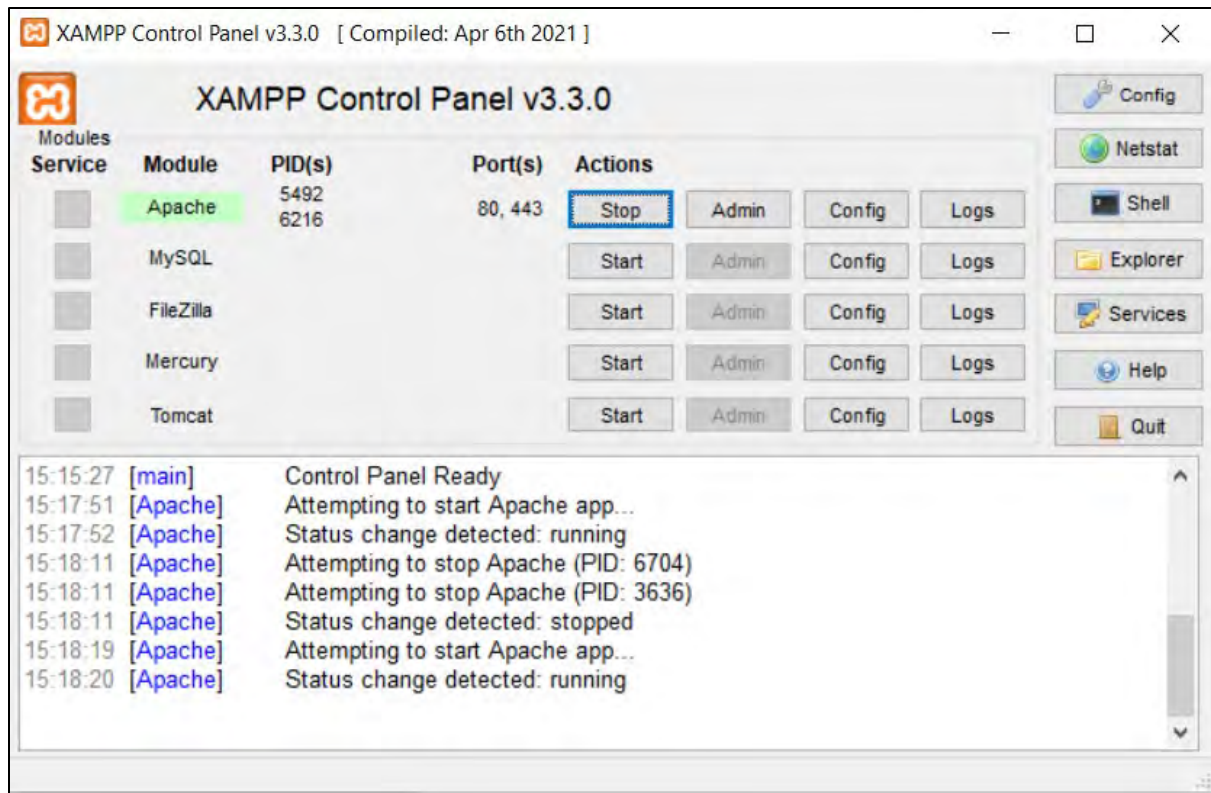 XAMPP Control Panel v3.3.0 [ Compiled: Apr 6th 2021 ]
XAMPP Control Panel v3.3.0
Config
Netstat
Shell
Explorer
Services
Help
Quit
Modules
Service Module PID(s) Port(s) Actions
Apache 5492 6216 80, 443 Stop Admin Config Logs
MySQL Start Admin Config Logs
FileZilla Start Admin Config Logs
Mercury Start Admin Config Logs
Tomcat Start Admin Config Logs
15:15:27 [main] Control Panel Ready
15:17:51 [Apache] Attempting to start Apache app...
15:17:52 [Apache] Status change detected: running
15:18:11 [Apache] Attempting to stop Apache (PID: 6704)
15:18:11 [Apache] Attempting to stop Apache (PID: 3636)
15:18:11 [Apache] Status change detected: stopped
15:18:19 [Apache] Attempting to start Apache app...
15:18:20 [Apache] Status change detected: running